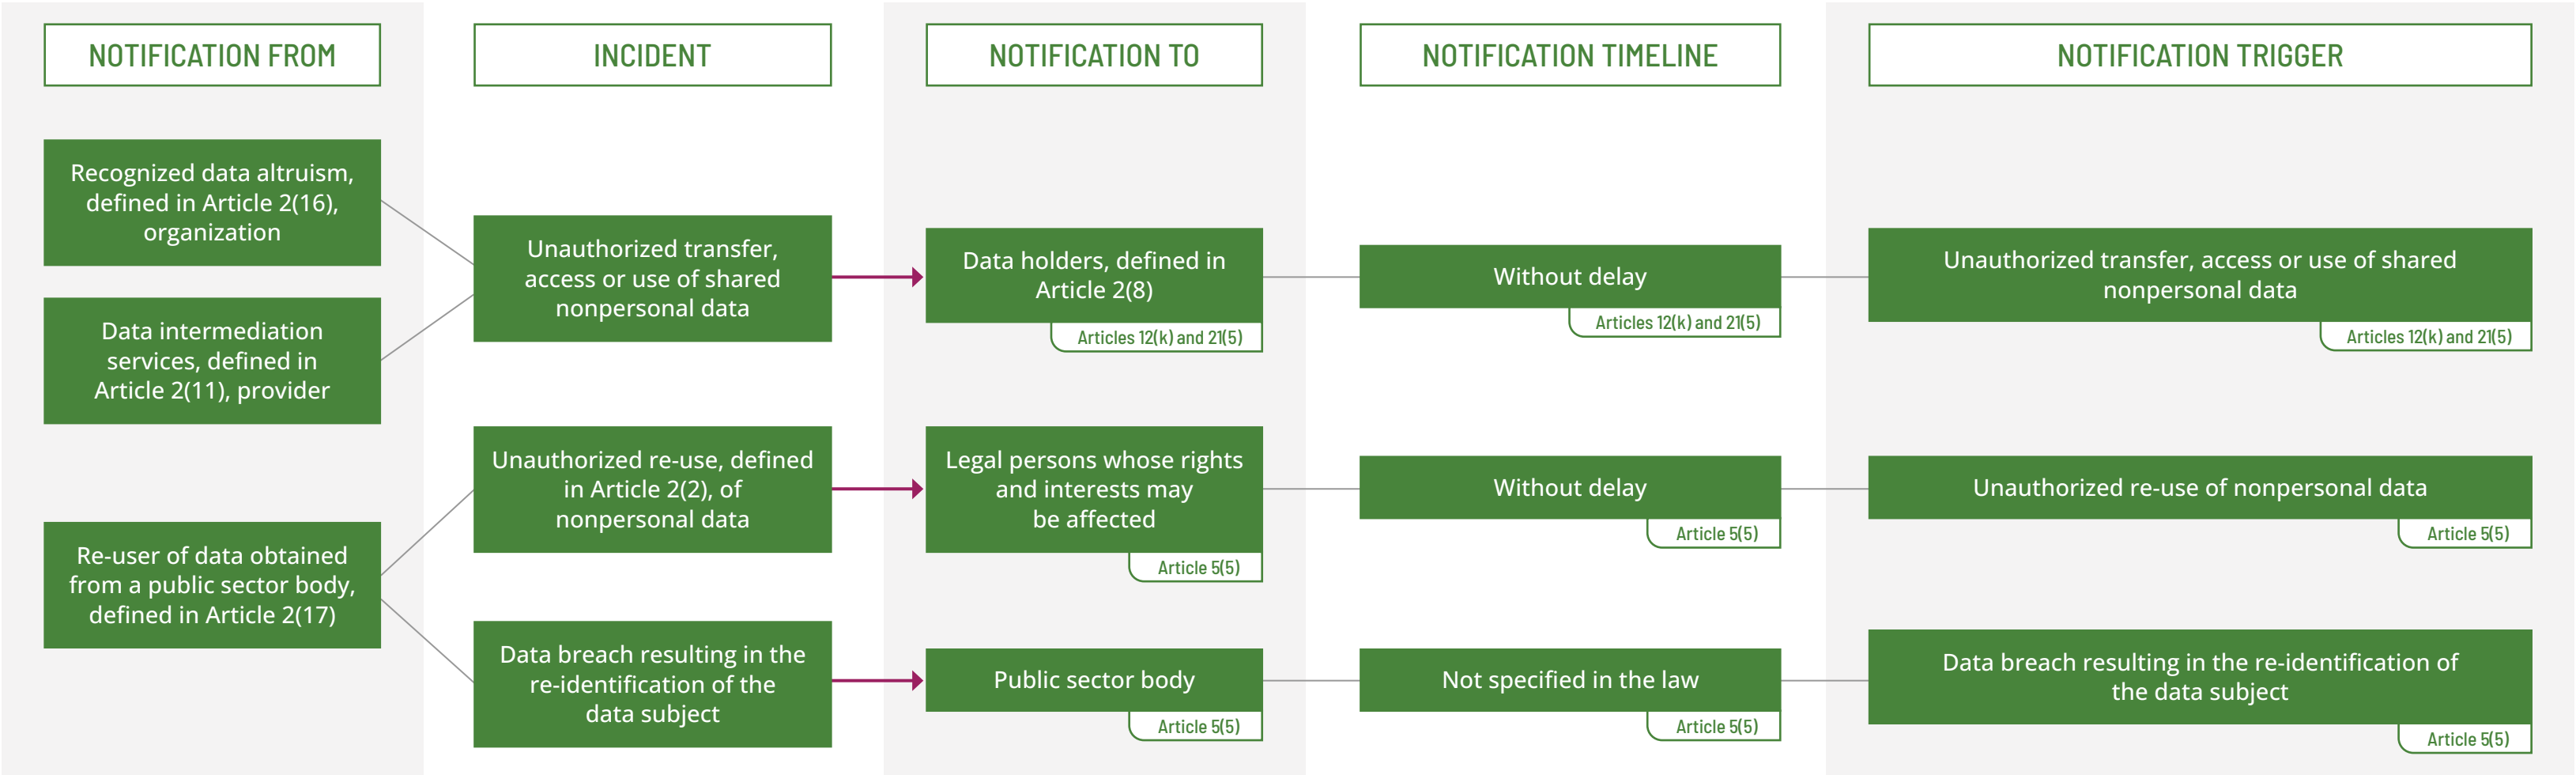 NOTIFICATION FROM
INCIDENT
NOTIFICATION TO
NOTIFICATION TIMELINE
NOTIFICATION TRIGGER
Recognized data altruism,
defined in Article 2(16),
organization
Data intermediation
services, defined in
Article 2(11), provider
Unauthorized transfer,
access or use of shared
nonpersonal data
Data holders, defined in
Article 2(8)
Articles 12(k) and 21(5)
Without delay
Articles 12(k) and 21(5)
Unauthorized transfer, access or use of shared
nonpersonal data
Articles 12(k) and 21(5)
Re-user of data obtained
from a public sector body,
defined in Article 2(17)
Unauthorized re-use, defined
in Article 2(2), of
nonpersonal data
Legal persons whose rights
and interests may
be affected
Article 5(5)
Without delay
Article 5(5)
Unauthorized re-use of nonpersonal data
Article 5(5)
Data breach resulting in the
re-identification of the
data subject
Public sector body
Article 5(5)
Not specified in the law
Article 5(5)
Data breach resulting in the re-identification of
the data subject
Article 5(5)